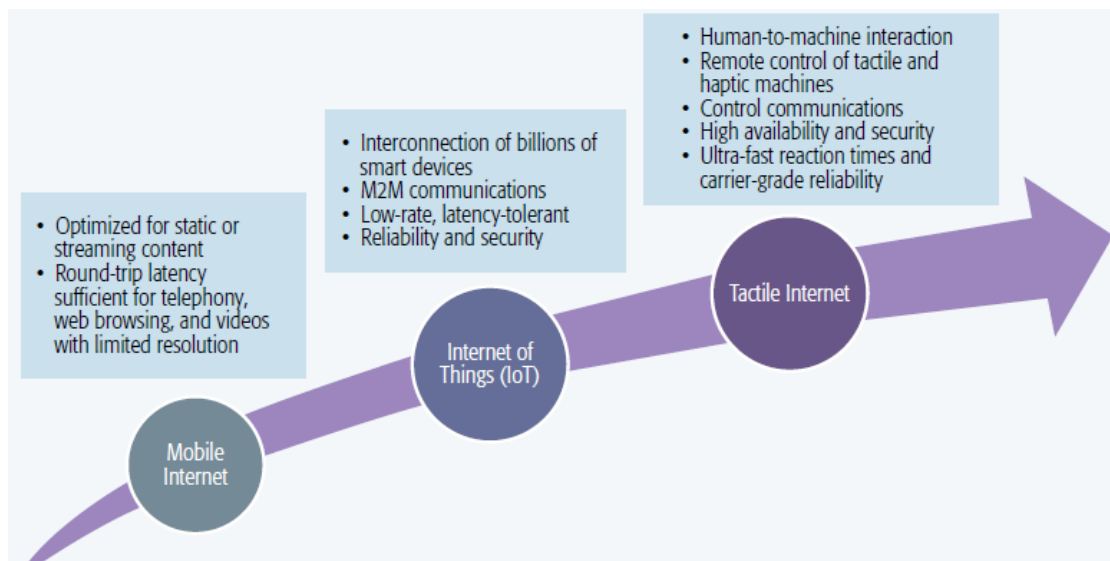 • Optimized for static or
streaming content
• Round-trip latency
sufficient for telephony,
web browsing, and videos
with limited resolution
Mobile
Internet
• Interconnection of billions of
smart devices
• M2M communications
• Low-rate, latency-tolerant
• Reliability and security
Internet of
Things (IoT)
• Human-to-machine interaction
• Remote control of tactile and
haptic machines
• Control communications
• High availability and security
• Ultra-fast reaction times and
carrier-grade reliability
Tactile Internet